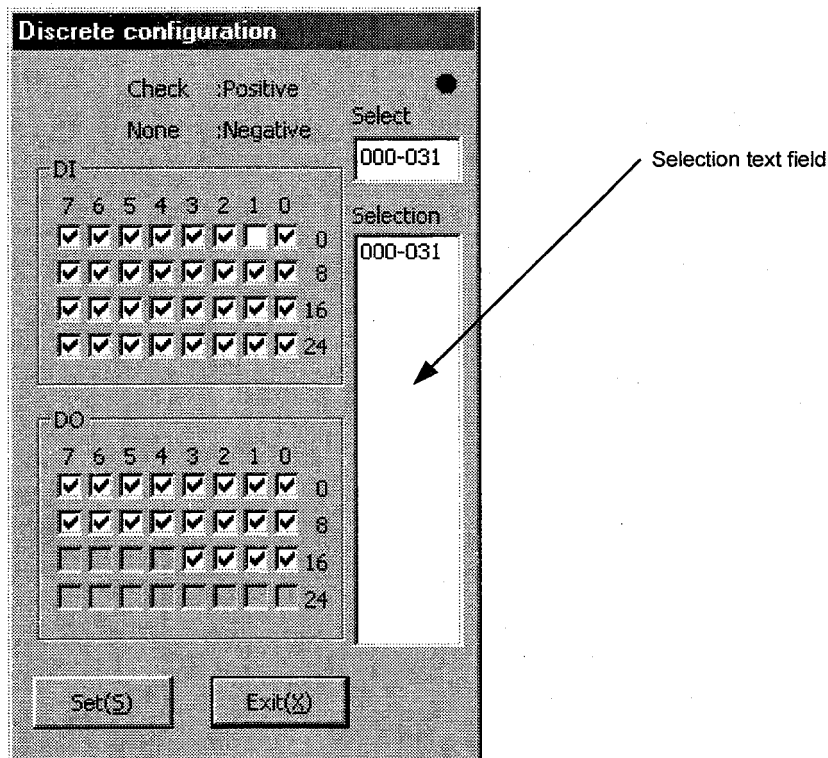 Discrete configuration
Check :Positive
None :Negative
Select
000-031
Selection text field
DI
7 6 5 4 3 2 1 0
0
8
16
24
Selection
000-031
DO
7 6 5 4 3 2 1 0
0
8
16
24
Set(S)
Exit(X)